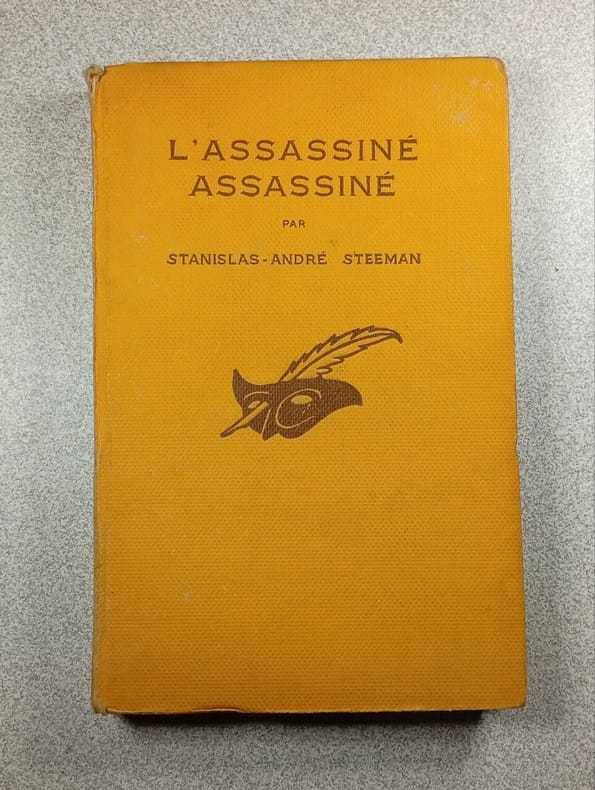 L'ASSASSINÉ
ASSASSINÉ
PAR
STANISLAS-ANDRÉ STEEMAN